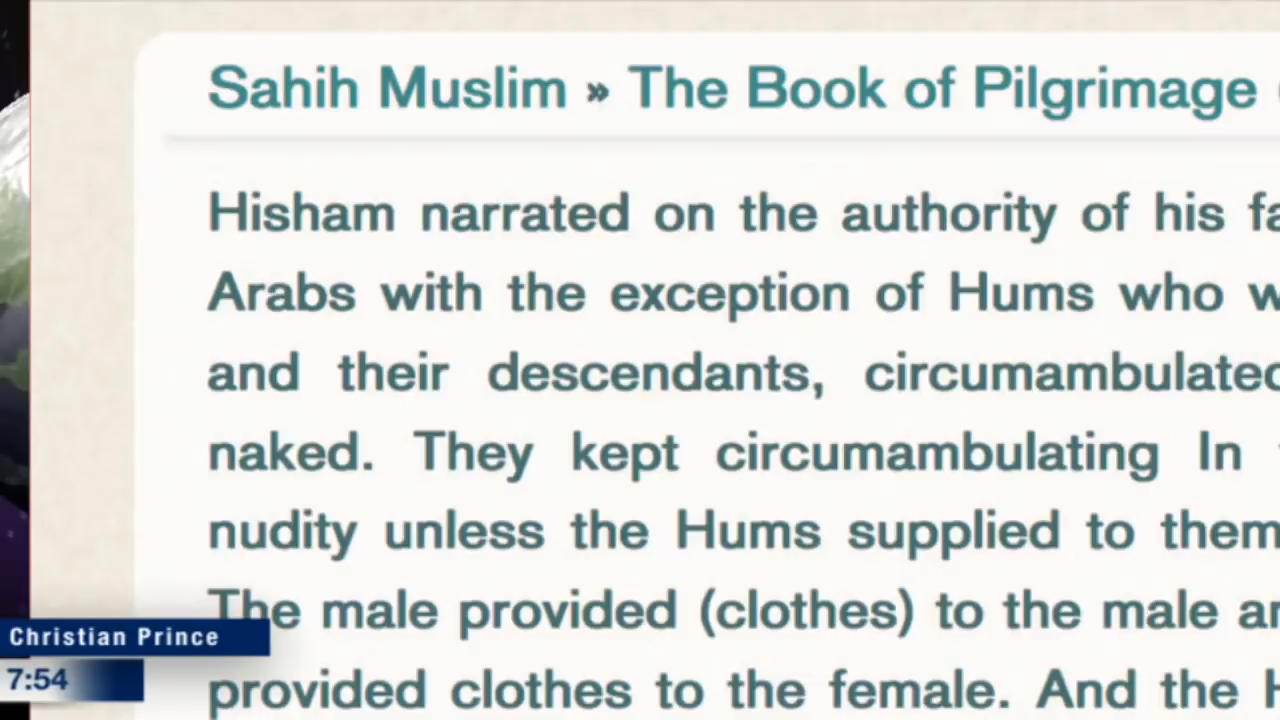 Sahih Muslim » The Book of Pilgrimage
Hisham narrated on the authority of his
Arabs with the exception of Hums who
and their descendants, circumambulated
naked. They kept circumambulating In
nudity unless the Hums supplied to them
The male provided (clothes) to the male
provided clothes to the female. And the
Christian Prince
7:54